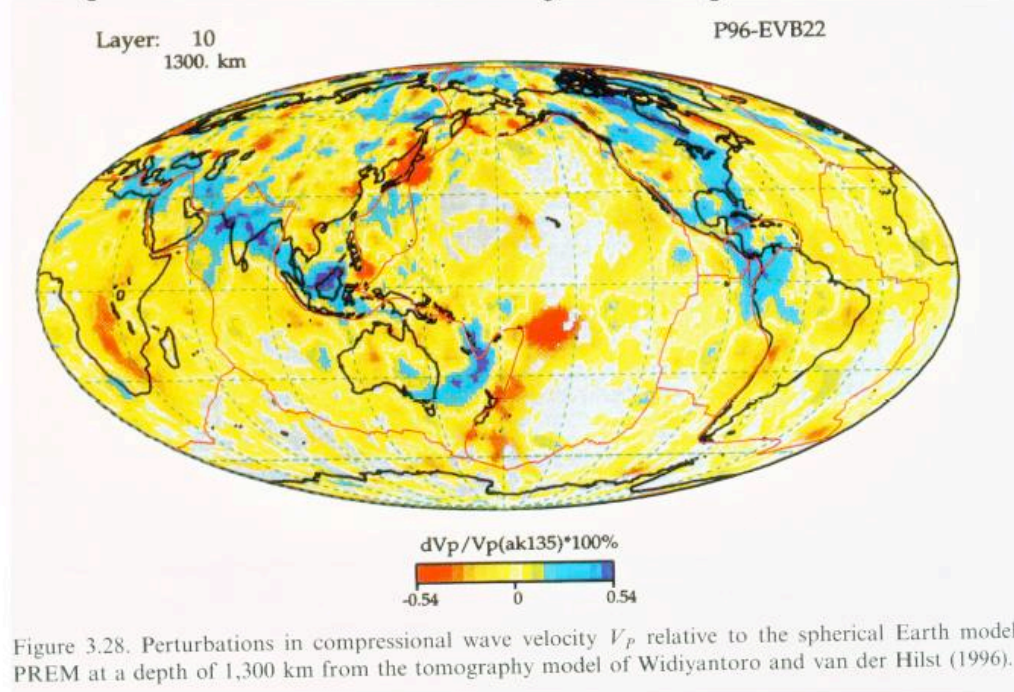 Layer: 10
1300. km
P96-EVB22
dVp/Vp(ak135)*100%
-0.54 0 0.54
Figure 3.28. Perturbations in compressional wave velocity V_P relative to the spherical Earth model
PREM at a depth of 1,300 km from the tomography model of Widiyantoro and van der Hilst (1996).